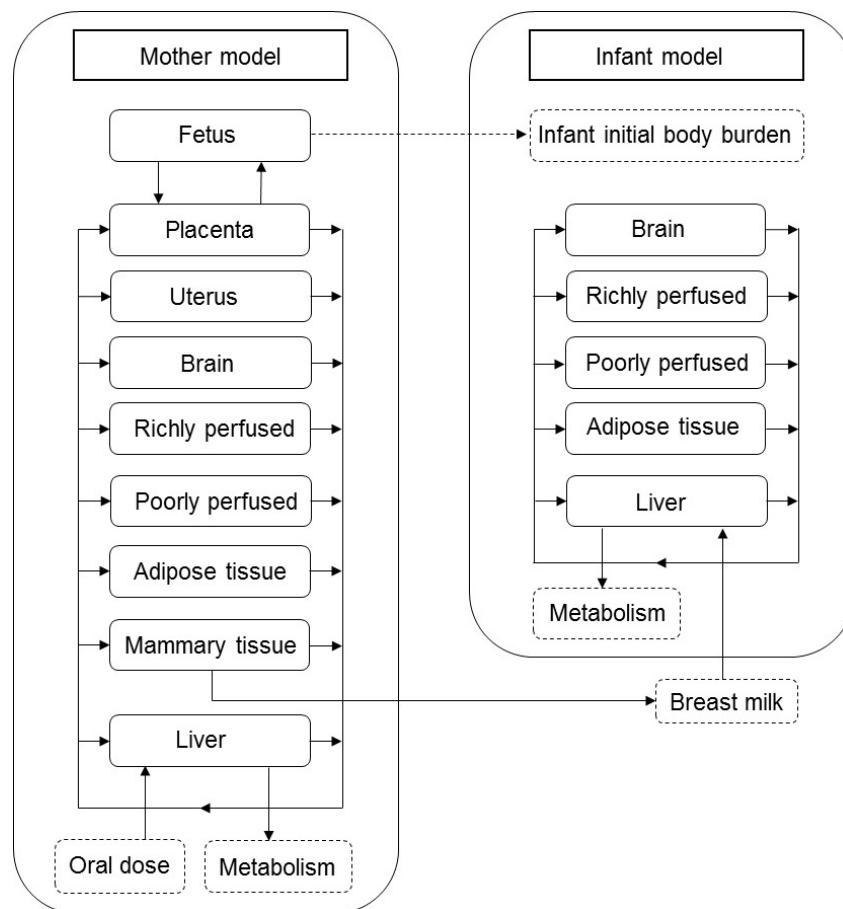 Mother model
Fetus
Placenta
Uterus
Brain
Richly perfused
Poorly perfused
Adipose tissue
Mammary tissue
Liver
Oral dose
Metabolism
Infant model
Infant initial body burden
Brain
Richly perfused
Poorly perfused
Adipose tissue
Liver
Metabolism
Breast milk